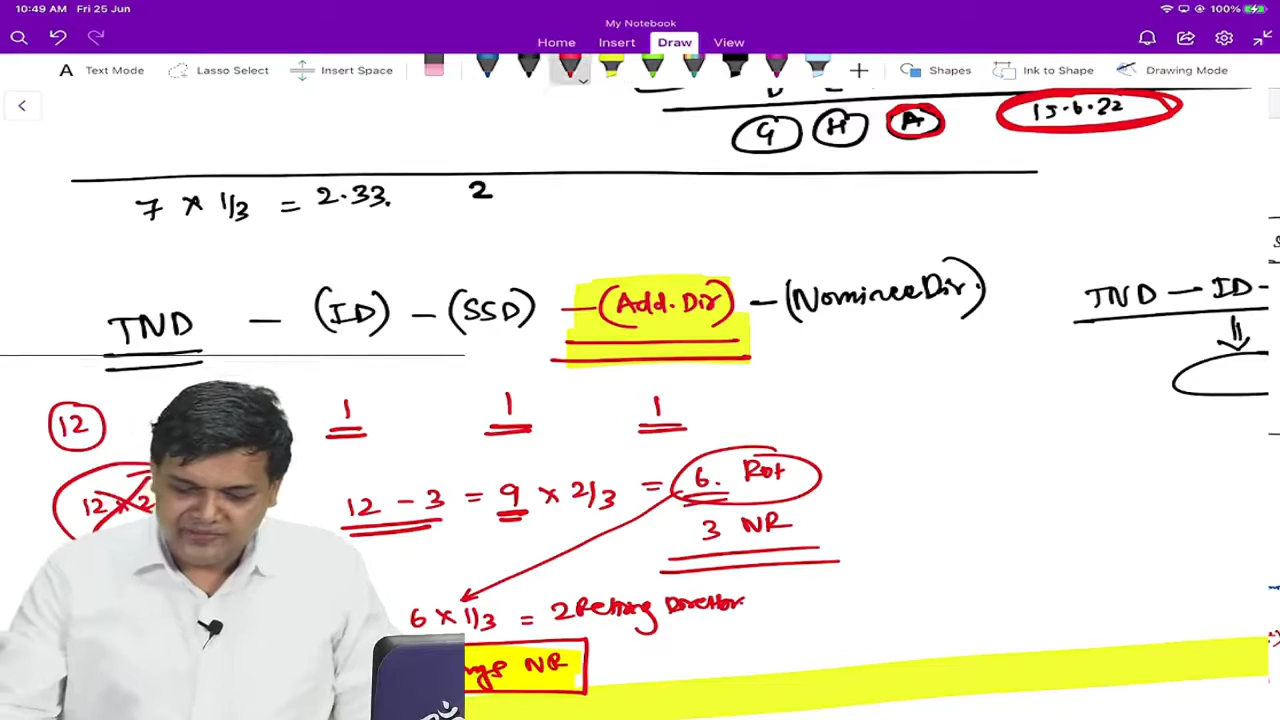 10:49 AM Fri 25 Jun
100%
My Notebook
Home Insert Draw View
A Text Mode Lasso Select Insert Space Shapes Ink to Shape Drawing Mode
G H A 15.6.22
7 × 1/3 = 2.33. 2
TND — (ID) — (SSD) — (Add. Dir) — (Nominee Dir.)
TND — ID -
12 1 1 1
12 × 2
12 - 3 = 9 × 2/3 = 6. Rot
3 NR
6 × 1/3 = 2 Retiring Director.
NR